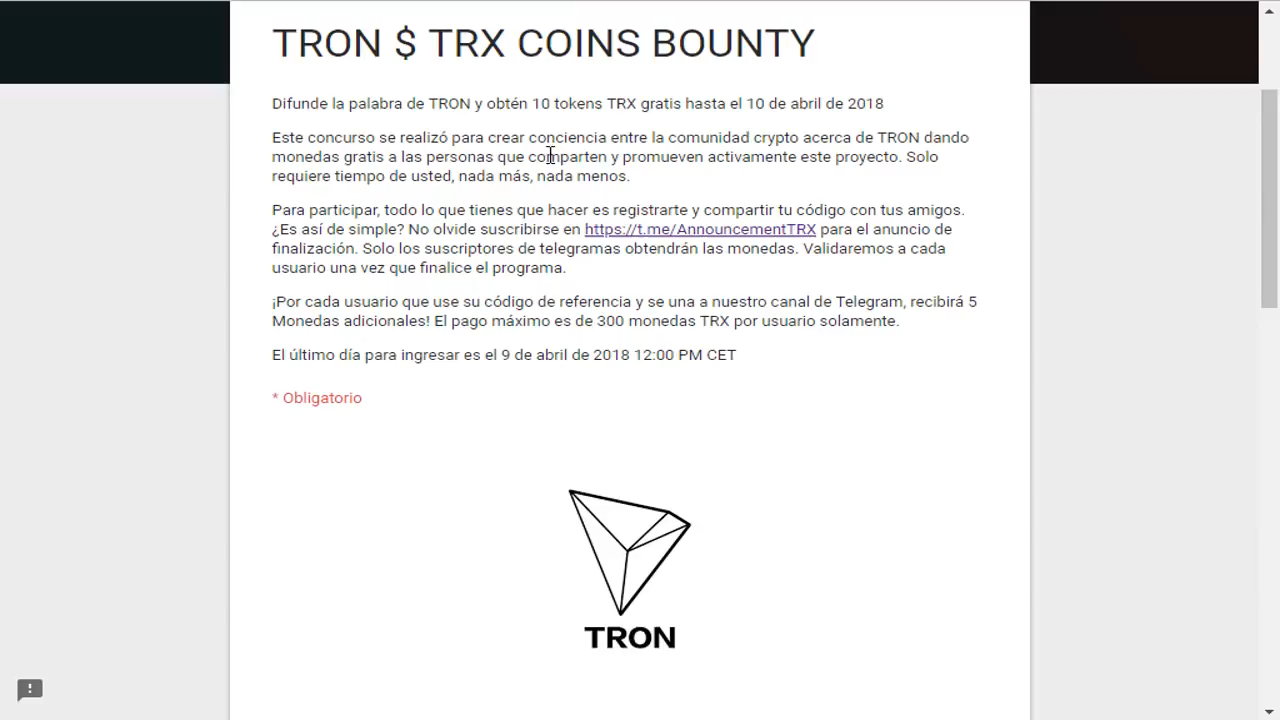 TRON $ TRX COINS BOUNTY
Difunde la palabra de TRON y obtén 10 tokens TRX gratis hasta el 10 de abril de 2018
Este concurso se realizó para crear conciencia entre la comunidad crypto acerca de TRON dando
monedas gratis a las personas que comparten y promueven activamente este proyecto. Solo
requiere tiempo de usted, nada más, nada menos.
Para participar, todo lo que tienes que hacer es registrarte y compartir tu código con tus amigos.
¿Es así de simple? No olvide suscribirse en https://t.me/AnnouncementTRX para el anuncio de
finalización. Solo los suscriptores de telegramas obtendrán las monedas. Validaremos a cada
usuario una vez que finalice el programa.
¡Por cada usuario que use su código de referencia y se una a nuestro canal de Telegram, recibirá 5
Monedas adicionales! El pago máximo es de 300 monedas TRX por usuario solamente.
El último día para ingresar es el 9 de abril de 2018 12:00 PM CET
* Obligatorio
TRON